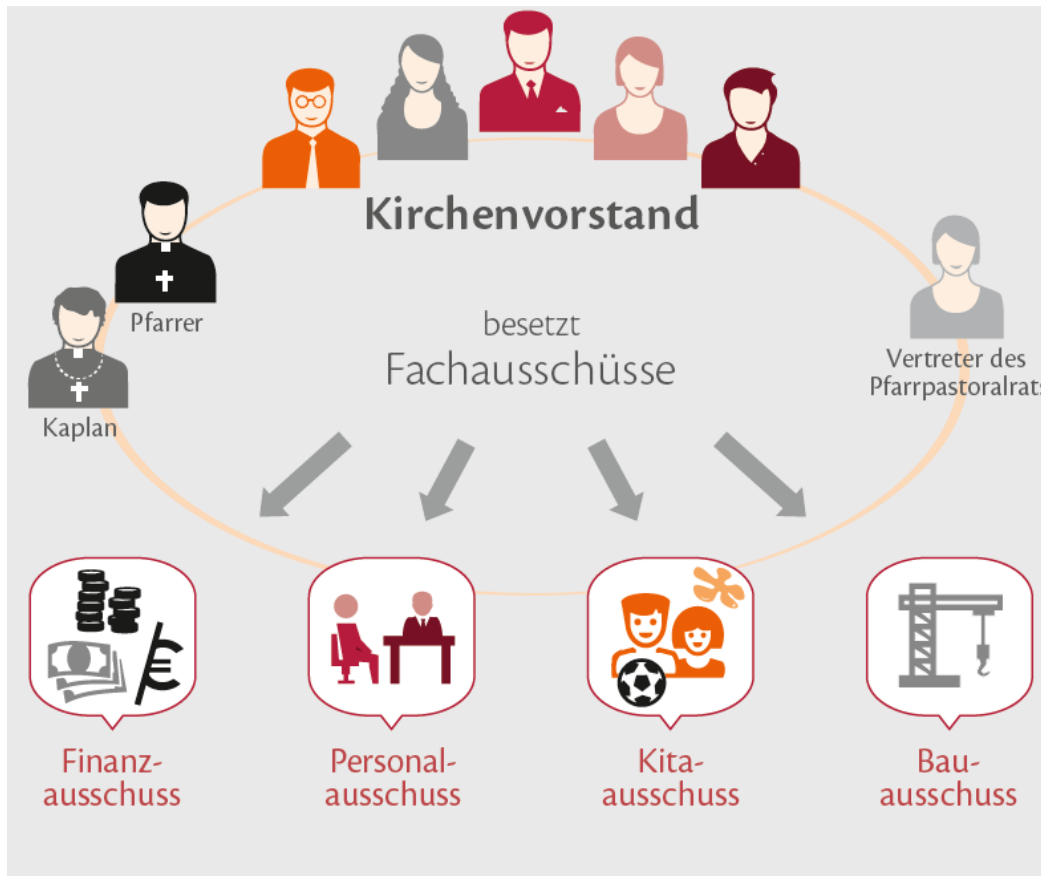 Kirchenvorstand
Pfarrer
Kaplan
besetzt
Fachausschüsse
Vertreter des
Pfarrpastoralrats
Finanz-
ausschuss
Personal-
ausschuss
Kita-
ausschuss
Bau-
ausschuss